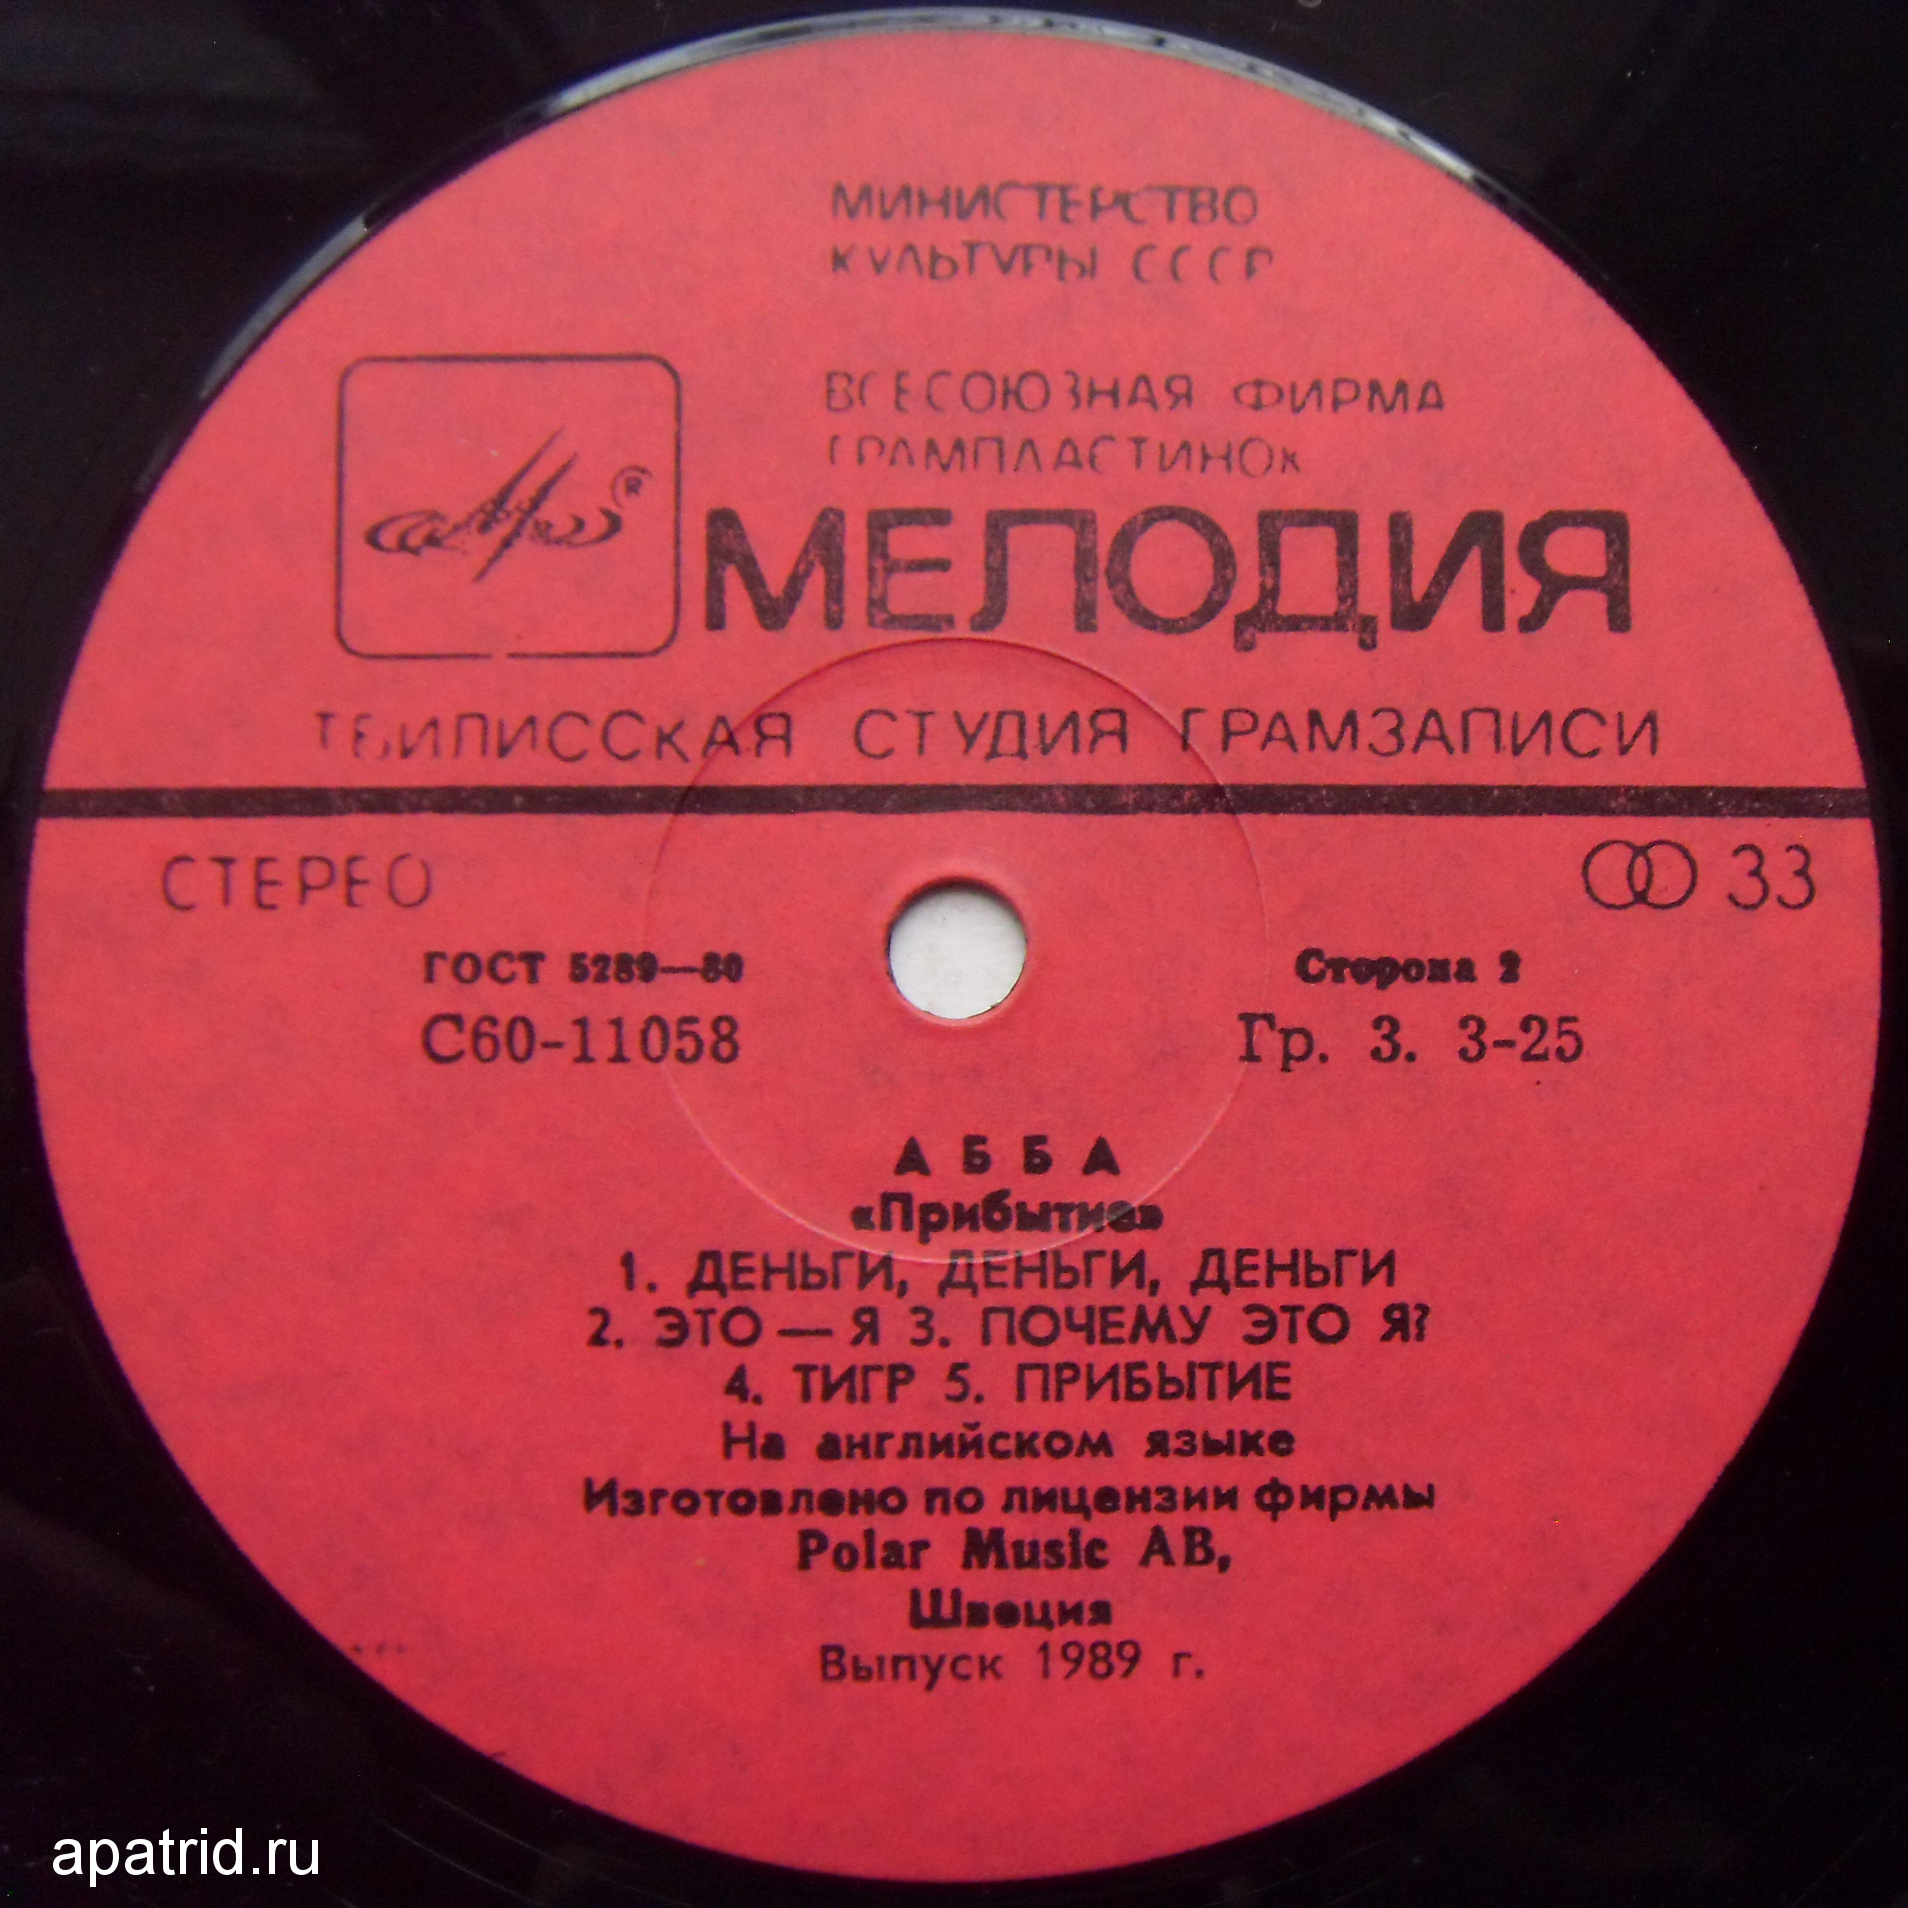 МИНИСТЕРСТВО
КУЛЬТУРЫ СССР
ВСЕСОЮЗНАЯ ФИРМА
ГРАМПЛАСТИНОК
МЕЛОДИЯ
ТБИЛИССКАЯ СТУДИЯ ГРАМЗАПИСИ
СТЕРЕО
33
ГОСТ 5289—80
Сторона 2
С60-11058
Гр. 3. 3-25
АББА
«Прибытие»
1. ДЕНЬГИ, ДЕНЬГИ, ДЕНЬГИ
2. ЭТО — Я 3. ПОЧЕМУ ЭТО Я?
4. ТИГР 5. ПРИБЫТИЕ
На английском языке
Изготовлено по лицензии фирмы
Polar Music AB,
Швеция
Выпуск 1989 г.
apatrid.ru